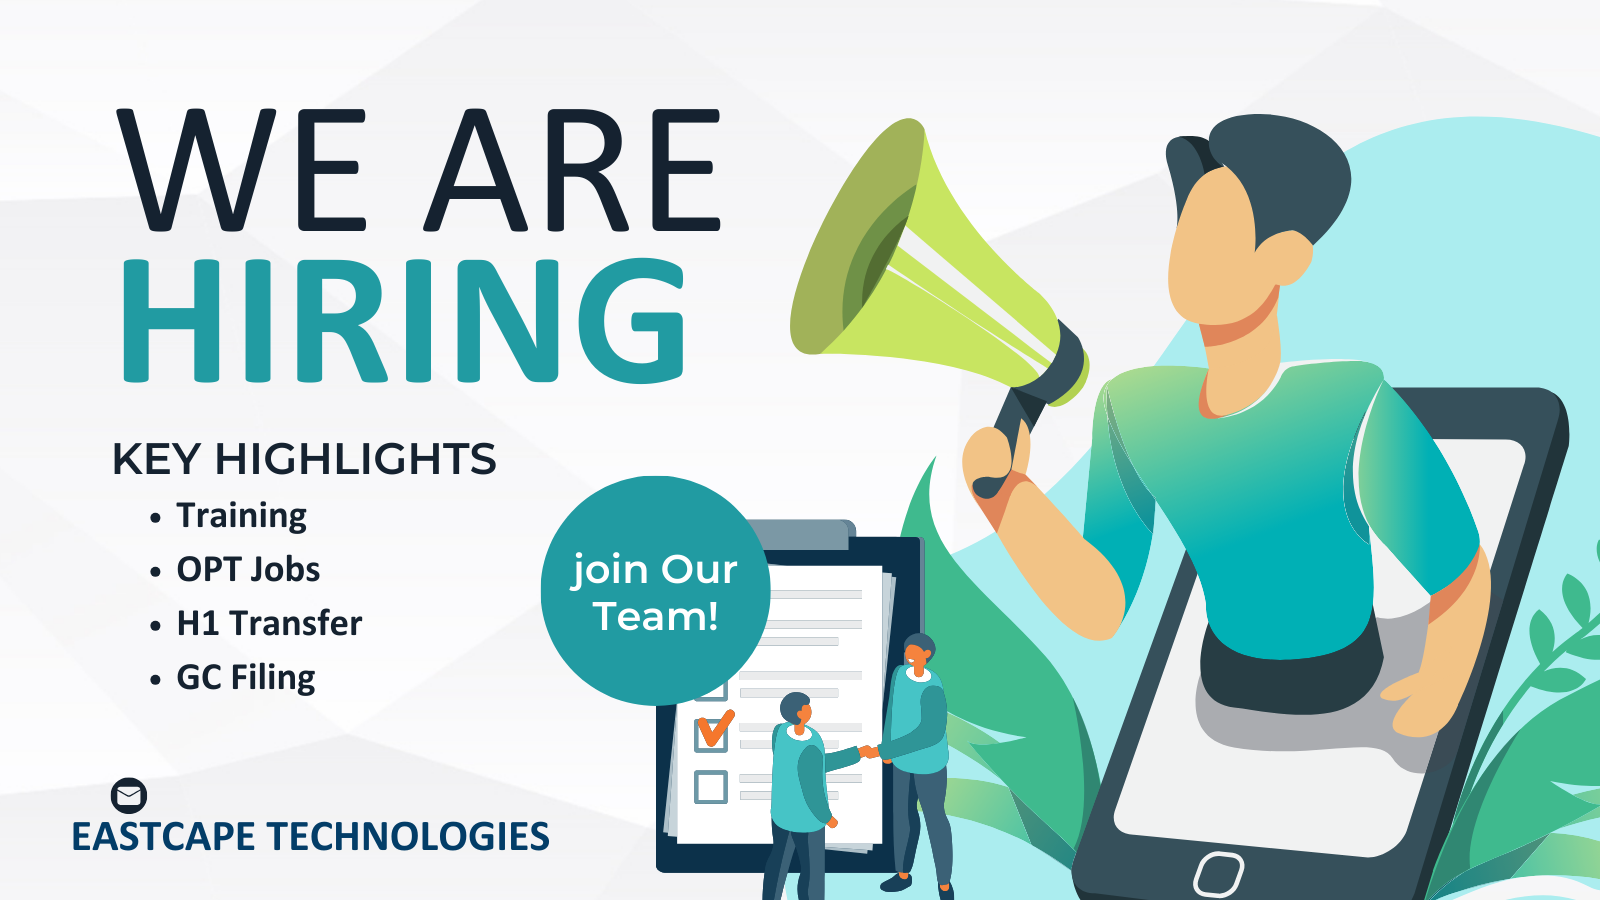 WE ARE
HIRING
KEY HIGHLIGHTS
• Training
• OPT Jobs
• H1 Transfer
• GC Filing
join Our
Team!
EASTCAPE TECHNOLOGIES